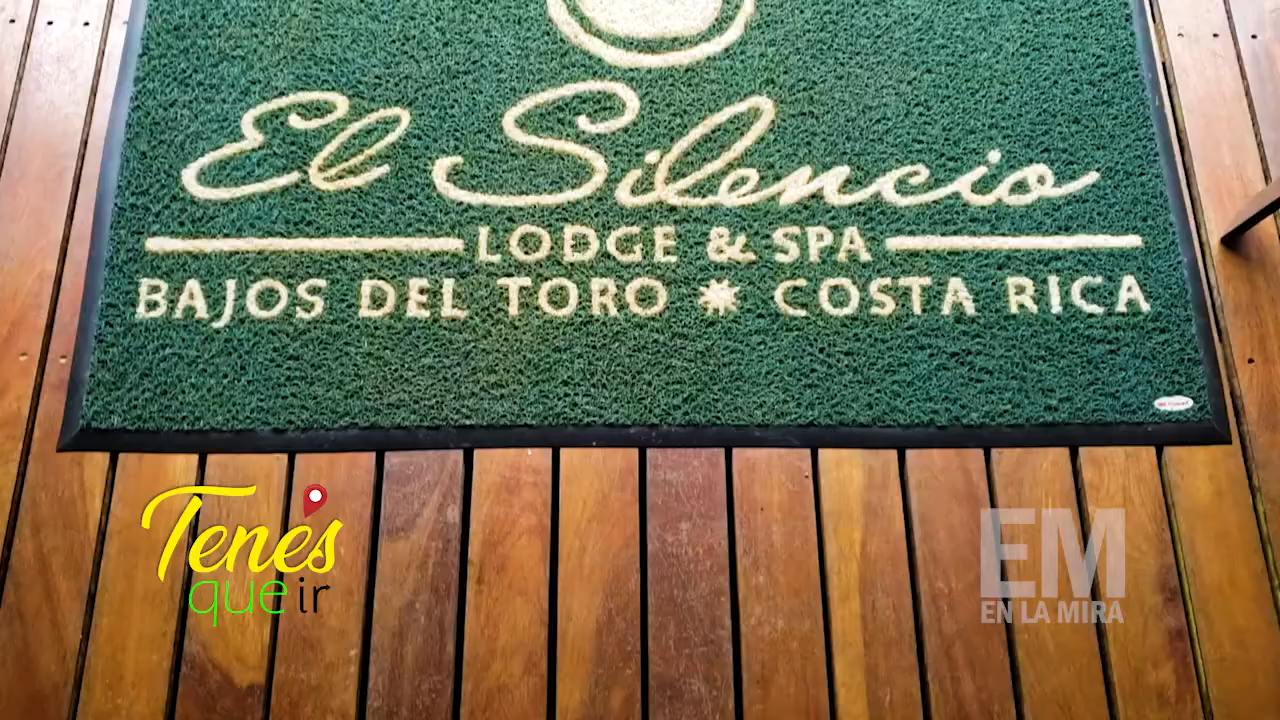 El Silencio
LODGE & SPA
BAJOS DEL TORO * COSTA RICA
Tenés
que ir
EM
EN LA MIRA